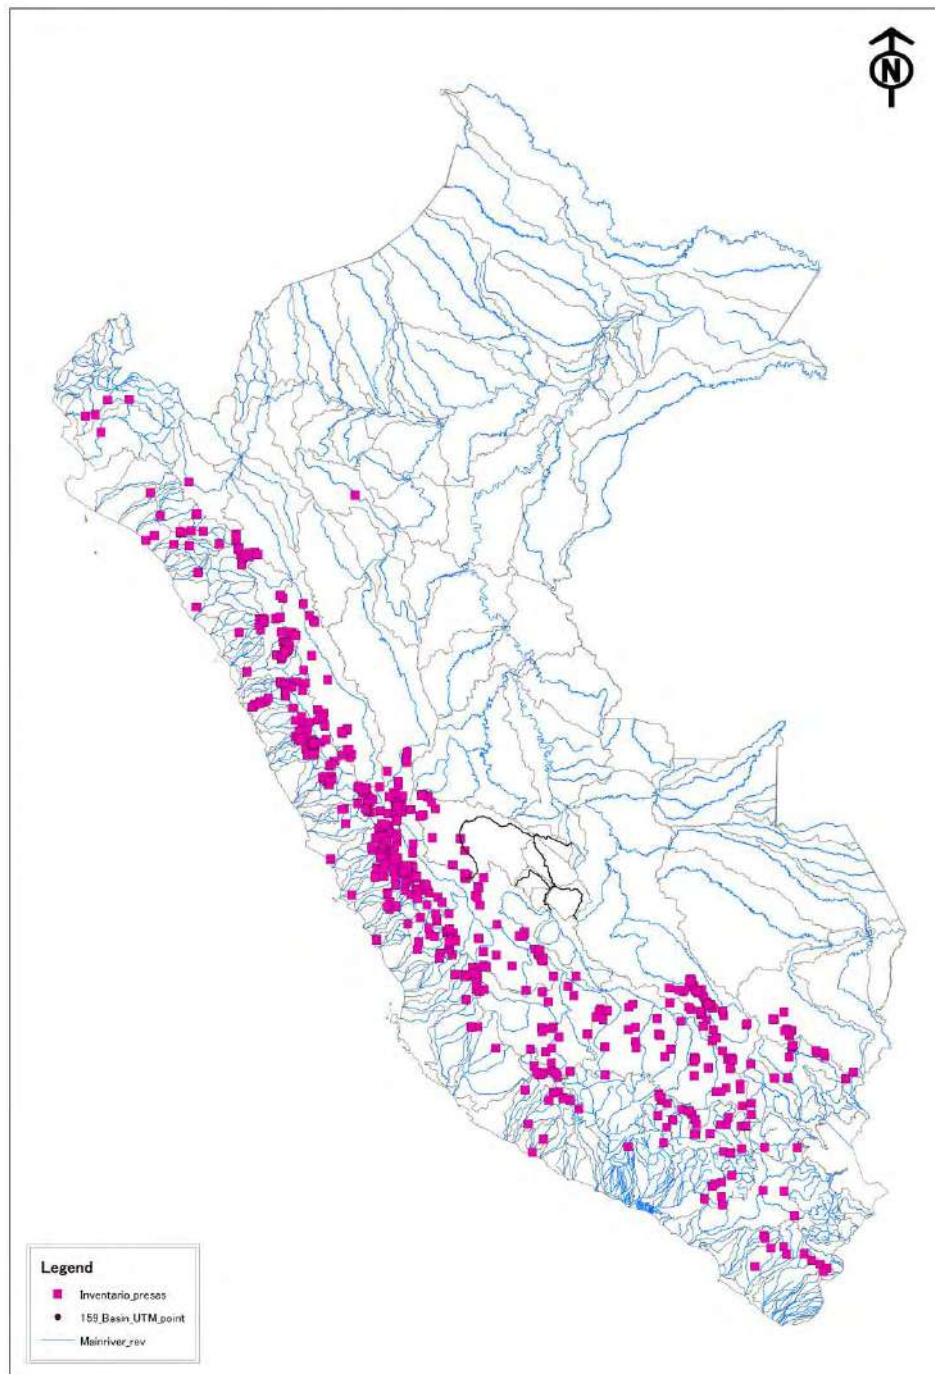 N
Legend
Inventario_presas
159_Basin_UTM_point
Mainriver_rev